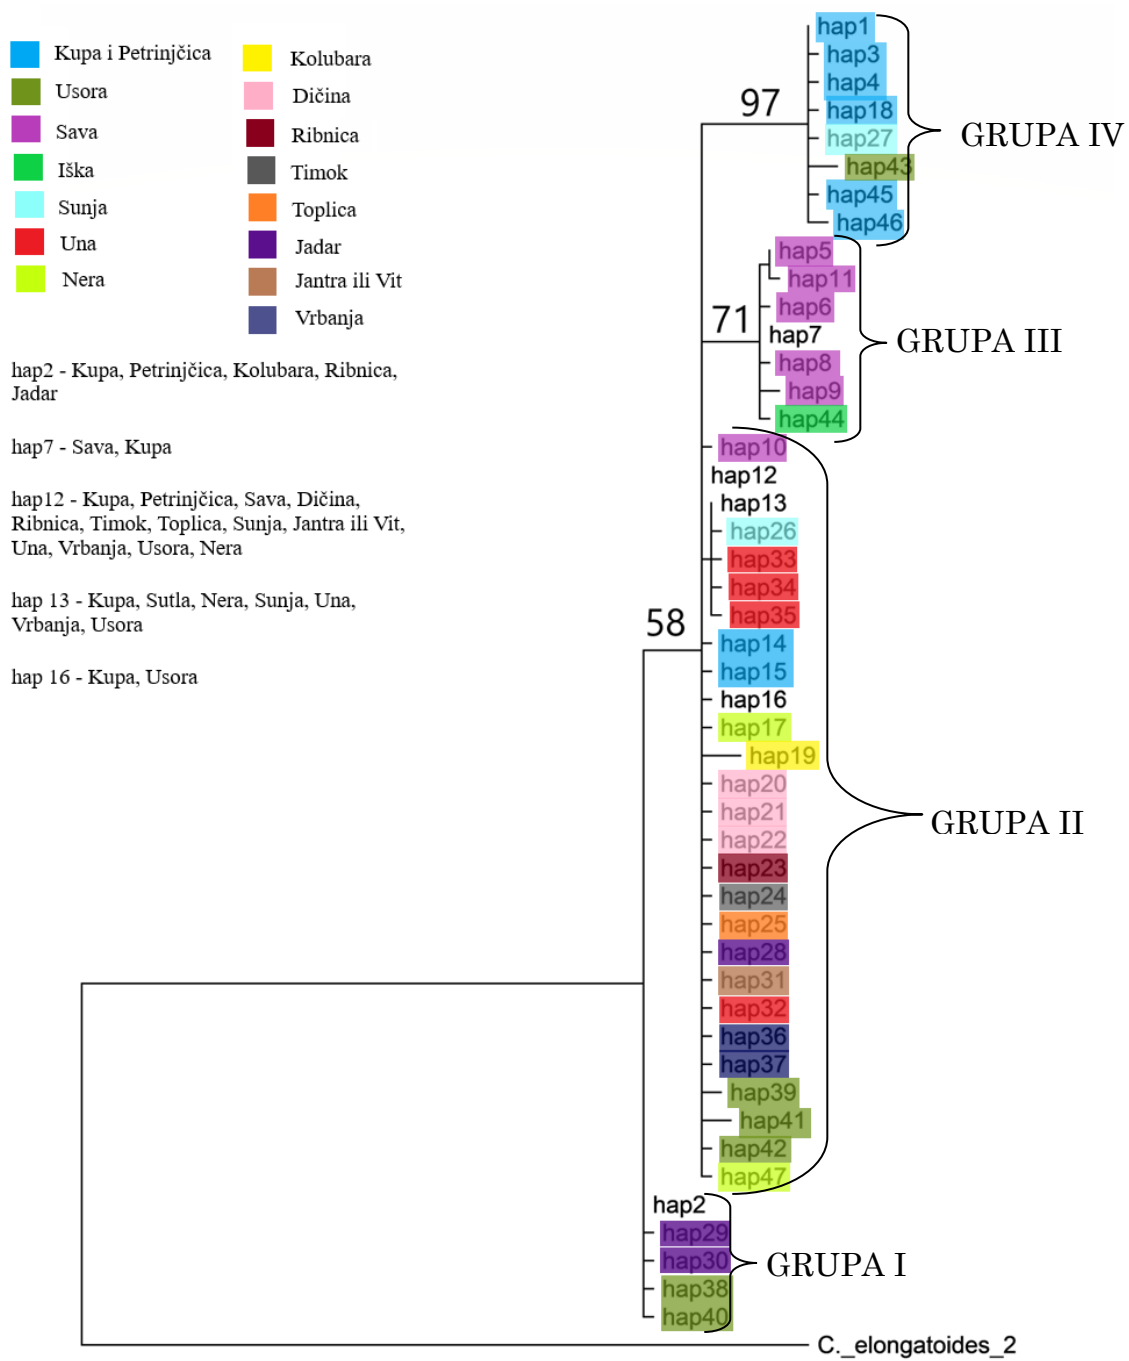 Kupa i Petrinjčica
Usora
Sava
Iška
Sunja
Una
Nera
Kolubara
Dičina
Ribnica
Timok
Toplica
Jadar
Jantra ili Vit
Vrbanja
hap2 - Kupa, Petrinjčica, Kolubara, Ribnica,
Jadar
hap7 - Sava, Kupa
hap12 - Kupa, Petrinjčica, Sava, Dičina,
Ribnica, Timok, Toplica, Sunja, Jantra ili Vit,
Una, Vrbanja, Usora, Nera
hap 13 - Kupa, Sutla, Nera, Sunja, Una,
Vrbanja, Usora
hap 16 - Kupa, Usora
97
71
58
hap1
hap3
hap4
hap18
hap27
hap43
hap45
hap46
GRUPA IV
hap5
hap11
hap6
hap7
hap8
hap9
hap44
GRUPA III
hap10
hap12
hap13
hap26
hap33
hap34
hap35
hap14
hap15
hap16
hap17
hap19
hap20
hap21
hap22
hap23
hap24
hap25
hap28
hap31
hap32
hap36
hap37
hap39
hap41
hap42
hap47
GRUPA II
hap2
hap29
hap30
hap38
hap40
GRUPA I
C._elongatoides_2